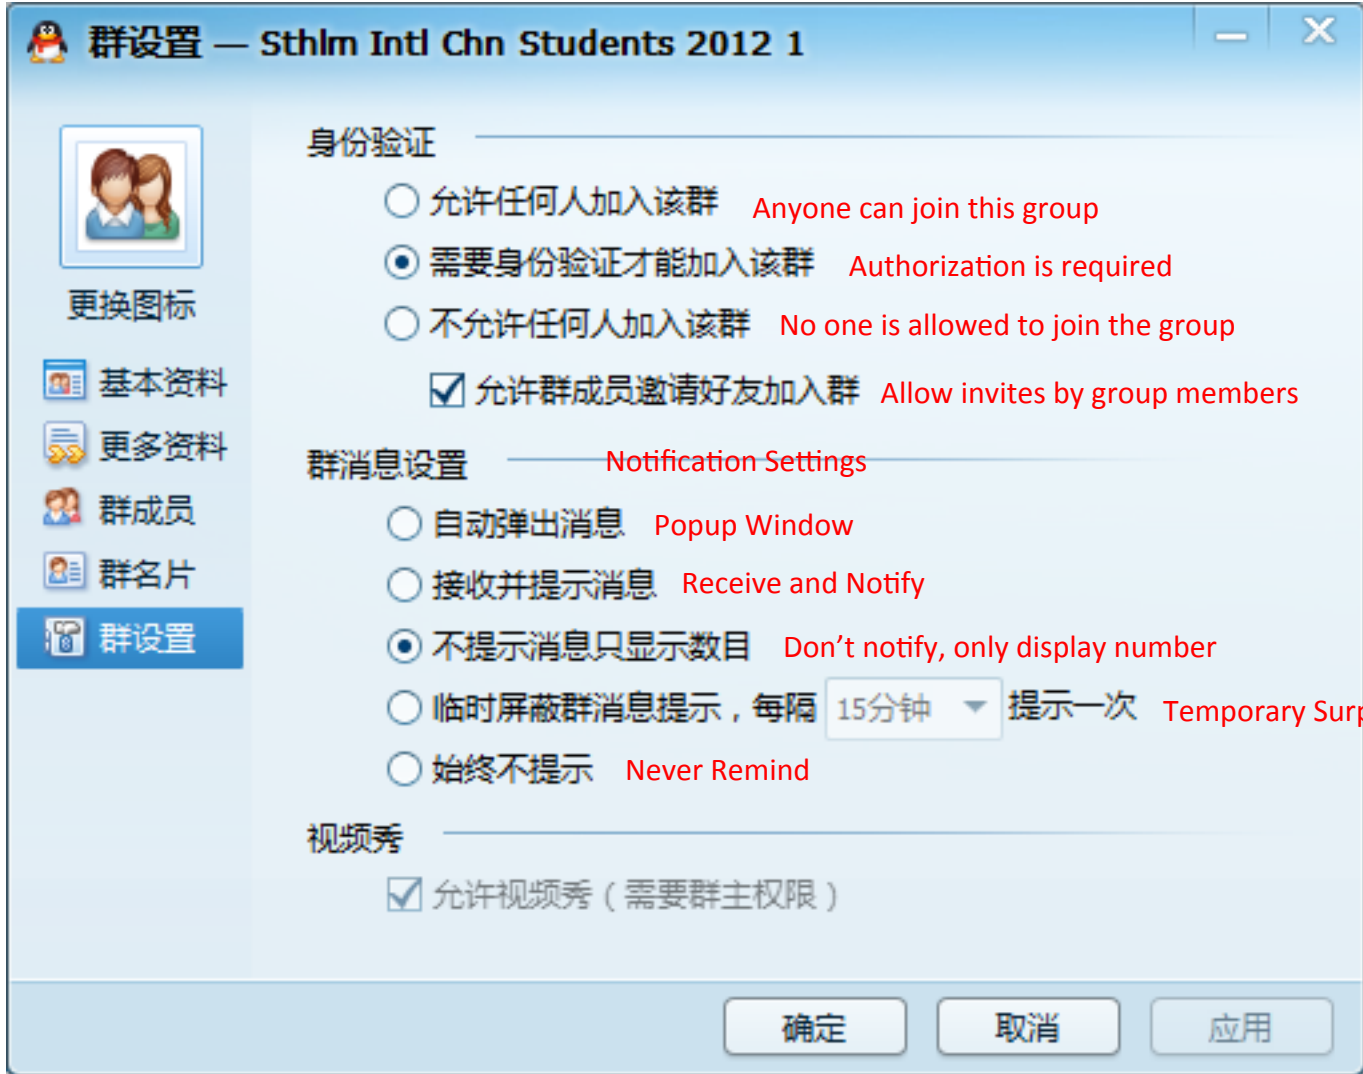 群设置 — Sthlm Intl Chn Students 2012 1
更换图标
基本资料
更多资料
群成员
群名片
群设置
身份验证
允许任何人加入该群 Anyone can join this group
需要身份验证才能加入该群 Authorization is required
不允许任何人加入该群 No one is allowed to join the group
允许群成员邀请好友加入群 Allow invites by group members
群消息设置 Notification Settings
自动弹出消息 Popup Window
接收并提示消息 Receive and Notify
不提示消息只显示数目 Don't notify, only display number
临时屏蔽群消息提示，每隔 15分钟 提示一次 Temporary
始终不提示 Never Remind
视频秀
允许视频秀（需要群主权限）
确定 取消 应用